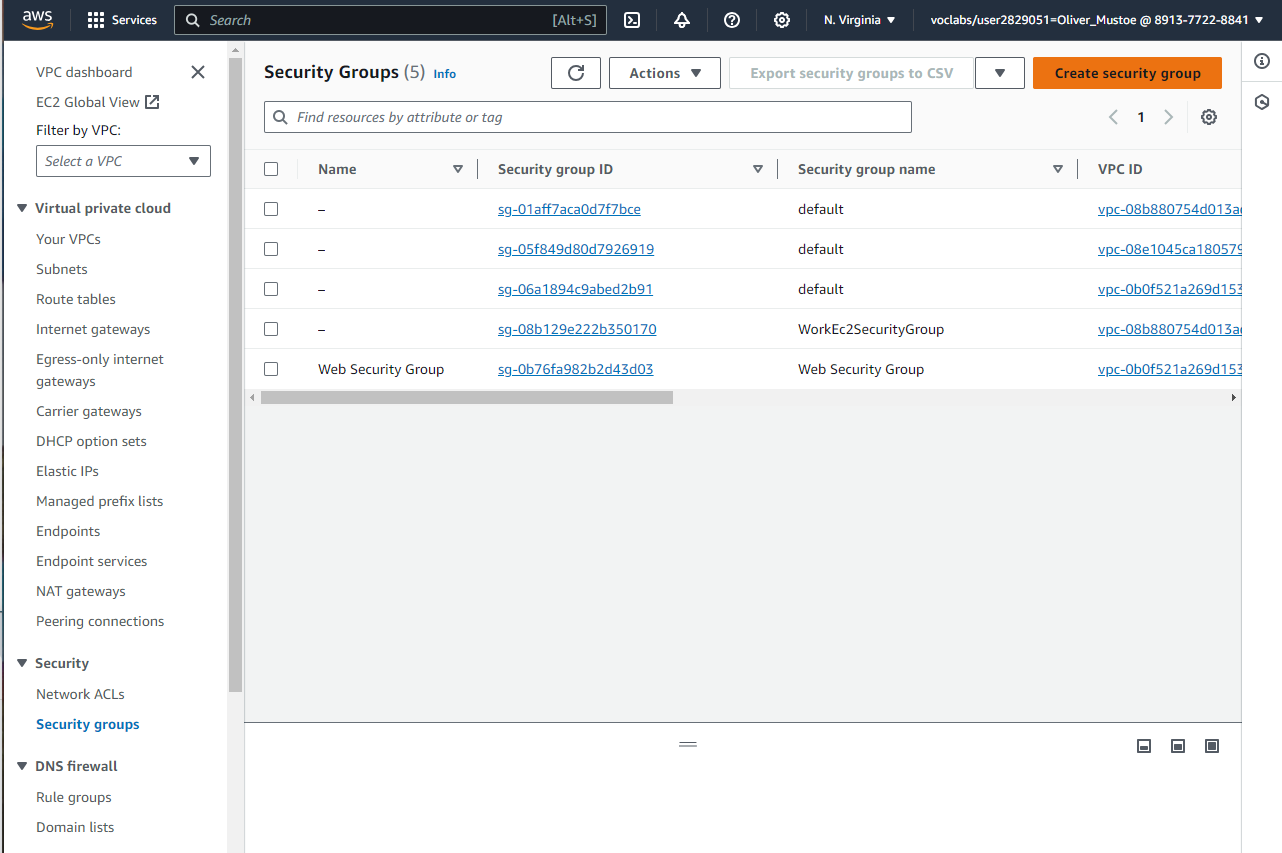 aws
Services
Search [Alt+S]
N. Virginia
voclabs/user2829051=Oliver_Mustoe @ 8913-7722-8841
VPC dashboard
EC2 Global View
Filter by VPC:
Select a VPC
Virtual private cloud
Your VPCs
Subnets
Route tables
Internet gateways
Egress-only internet
gateways
Carrier gateways
DHCP option sets
Elastic IPs
Managed prefix lists
Endpoints
Endpoint services
NAT gateways
Peering connections
Security
Network ACLs
Security groups
DNS firewall
Rule groups
Domain lists
Security Groups (5) Info
Actions
Export security groups to CSV
Create security group
Find resources by attribute or tag
1
Name Security group ID Security group name VPC ID
– sg-01aff7aca0d7f7bce default vpc-08b880754d013a
– sg-05f849d80d7926919 default vpc-08e1045ca180579
– sg-06a1894c9abed2b91 default vpc-0b0f521a269d153
– sg-08b129e222b350170 WorkEc2SecurityGroup vpc-08b880754d013a
Web Security Group sg-0b76fa982b2d43d03 Web Security Group vpc-0b0f521a269d153